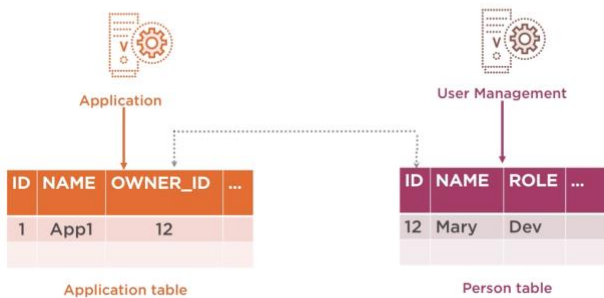 Application
User Management
ID NAME OWNER_ID ...
1 App1 12
Application table
ID NAME ROLE ...
12 Mary Dev
Person table